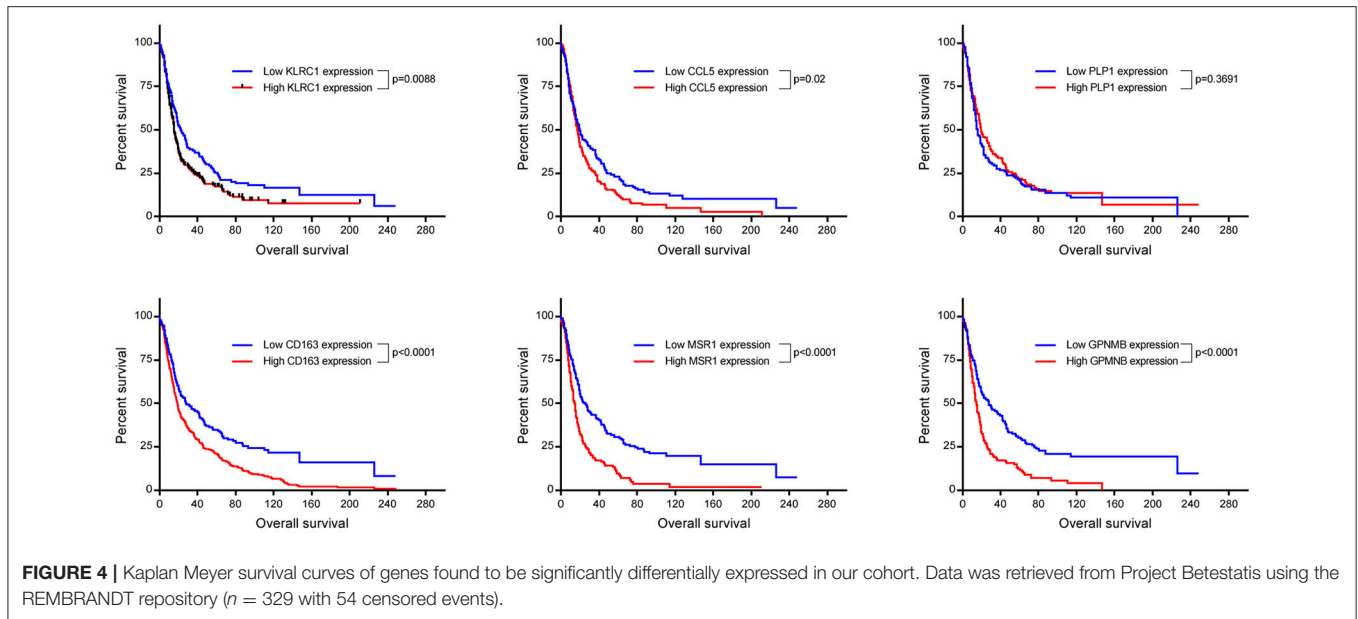 100
75
50
25
0
Percent survival
Low KLRC1 expression
High KLRC1 expression
p=0.0088
0 40 80 120 160 200 240 280
Overall survival
100
75
50
25
0
Percent survival
Low CCL5 expression
High CCL5 expression
p=0.02
0 40 80 120 160 200 240 280
Overall survival
100
75
50
25
0
Percent survival
Low PLP1 expression
High PLP1 expression
p=0.3691
0 40 80 120 160 200 240 280
Overall survival
100
75
50
25
0
Percent survival
Low CD163 expression
High CD163 expression
p<0.0001
0 40 80 120 160 200 240 280
Overall survival
100
75
50
25
0
Percent survival
Low MSR1 expression
High MSR1 expression
p<0.0001
0 40 80 120 160 200 240 280
Overall survival
100
75
50
25
0
Percent survival
Low GPNMB expression
High GPMNB expression
p<0.0001
0 40 80 120 160 200 240 280
Overall survival
FIGURE 4 | Kaplan Meyer survival curves of genes found to be significantly differentially expressed in our cohort. Data was retrieved from Project Betestatis using the
REMBRANDT repository (n = 329 with 54 censored events).